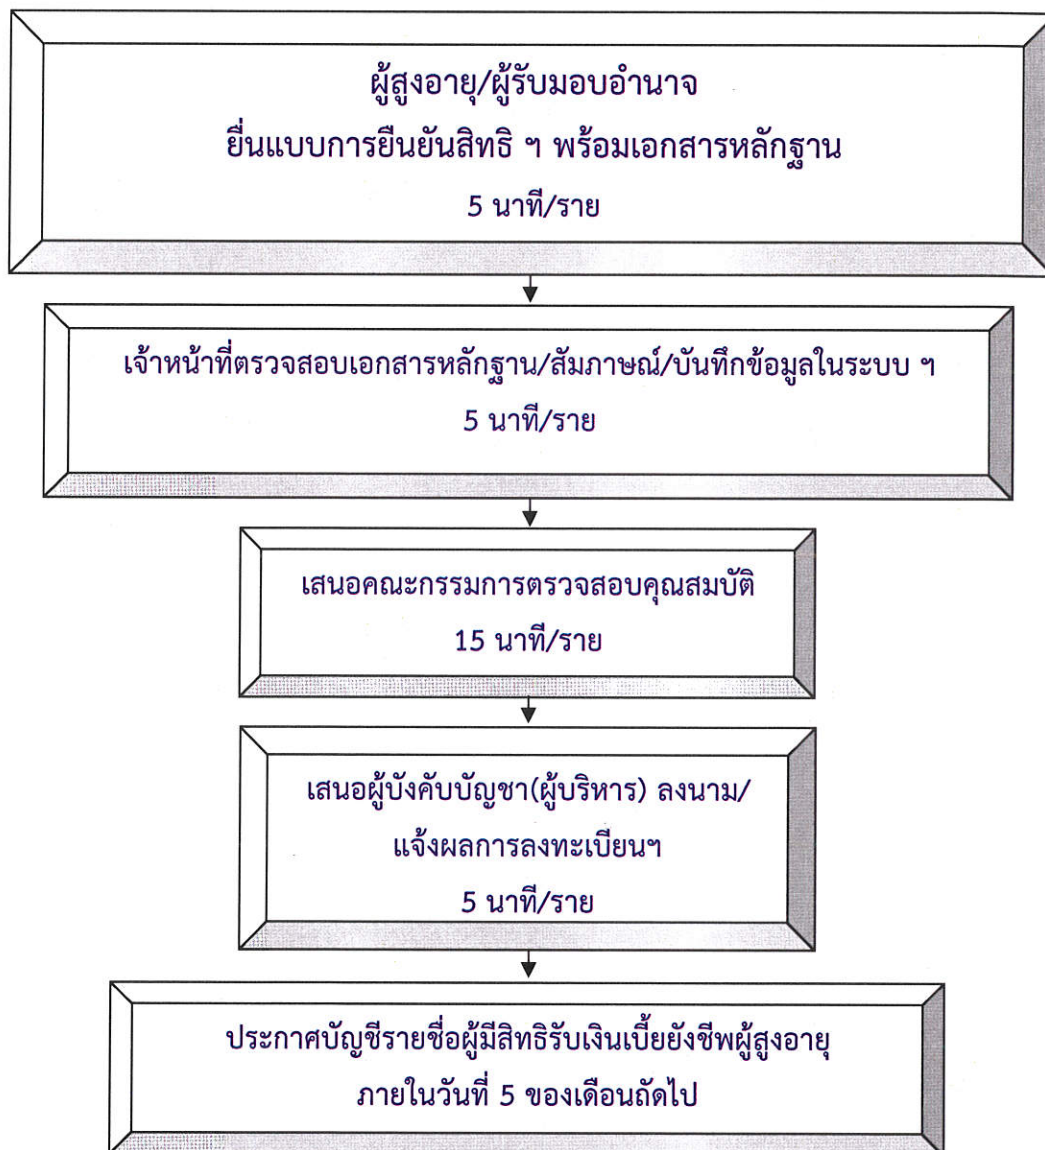 ผู้สูงอายุ/ผู้รับมอบอำนาจ
ยื่นแบบการยืนยันสิทธิ ฯ พร้อมเอกสารหลักฐาน
5 นาที/ราย
เจ้าหน้าที่ตรวจสอบเอกสารหลักฐาน/สัมภาษณ์/บันทึกข้อมูลในระบบ ฯ
5 นาที/ราย
เสนอคณะกรรมการตรวจสอบคุณสมบัติ
15 นาที/ราย
เสนอผู้บังคับบัญชา(ผู้บริหาร) ลงนาม/
แจ้งผลการลงทะเบียนฯ
5 นาที/ราย
ประกาศบัญชีรายชื่อผู้มีสิทธิรับเงินเบี้ยยังชีพผู้สูงอายุ
ภายในวันที่ 5 ของเดือนถัดไป